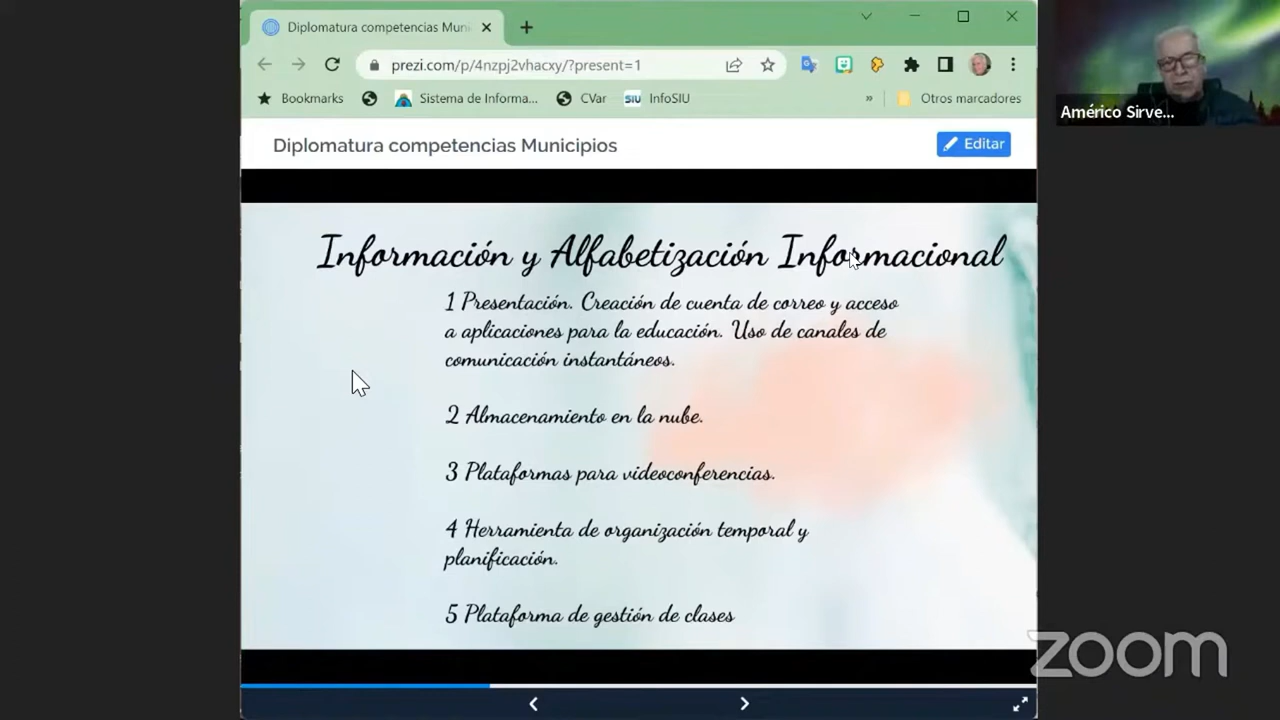 Diplomatura competencias Mun
prezi.com/p/4nzpj2vhacxy/?present=1
Bookmarks
Sistema de Informa...
CVar
SIU InfoSIU
»
Otros marcadores
Américo Sirve...
Diplomatura competencias Municipios
Editar
Información y Alfabetización Informacional
1 Presentación. Creación de cuenta de correo y acceso
a aplicaciones para la educación. Uso de canales de
comunicación instantáneos.
2 Almacenamiento en la nube.
3 Plataformas para videoconferencias.
4 Herramienta de organización temporal y
planificación.
5 Plataforma de gestión de clases
zoom